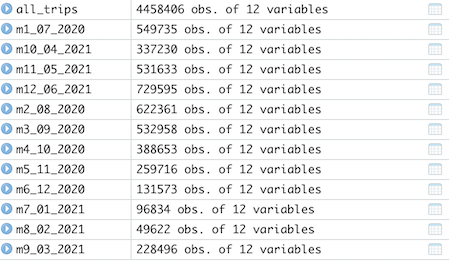 all_trips 4458406 obs. of 12 variables
m1_07_2020 549735 obs. of 12 variables
m10_04_2021 337230 obs. of 12 variables
m11_05_2021 531633 obs. of 12 variables
m12_06_2021 729595 obs. of 12 variables
m2_08_2020 622361 obs. of 12 variables
m3_09_2020 532958 obs. of 12 variables
m4_10_2020 388653 obs. of 12 variables
m5_11_2020 259716 obs. of 12 variables
m6_12_2020 131573 obs. of 12 variables
m7_01_2021 96834 obs. of 12 variables
m8_02_2021 49622 obs. of 12 variables
m9_03_2021 228496 obs. of 12 variables